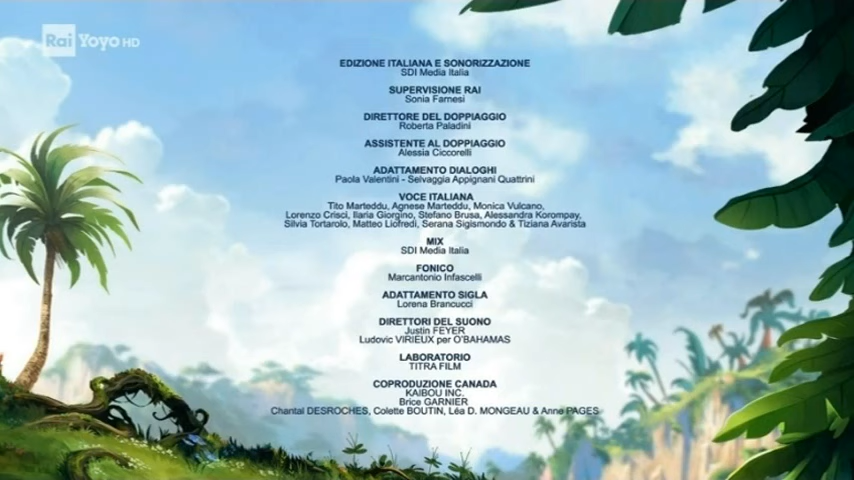 Rai Yoyo HD
EDIZIONE ITALIANA E SONORIZZAZIONE
SDI Media Italia
SUPERVISIONE RAI
Sonia Farnesi
DIRETTORE DEL DOPPIAGGIO
Roberta Paladini
ASSISTENTE AL DOPPIAGGIO
Alessia Ciccorelli
ADATTAMENTO DIALOGHI
Paola Valentini - Selvaggia Appignani Quattrini
VOCE ITALIANA
Tito Marteddu, Agnese Marteddu, Monica Vulcano,
Lorenzo Crisci, Ilaria Giorgino, Stefano Brusa, Alessandra Korompay,
Silvia Tortarolo, Matteo Liofredi, Serana Sigismondo & Tiziana Avarista
MIX
SDI Media Italia
FONICO
Marcantonio Infascelli
ADATTAMENTO SIGLA
Lorena Brancucci
DIRETTORI DEL SUONO
Justin FEYER
Ludovic VIRIEUX per O'BAHAMAS
LABORATORIO
TITRA FILM
COPRODUZIONE CANADA
KAIBOU INC.
Brice GARNIER
Chantal DESROCHES, Colette BOUTIN, Léa D. MONGEAU & Anne PAGES